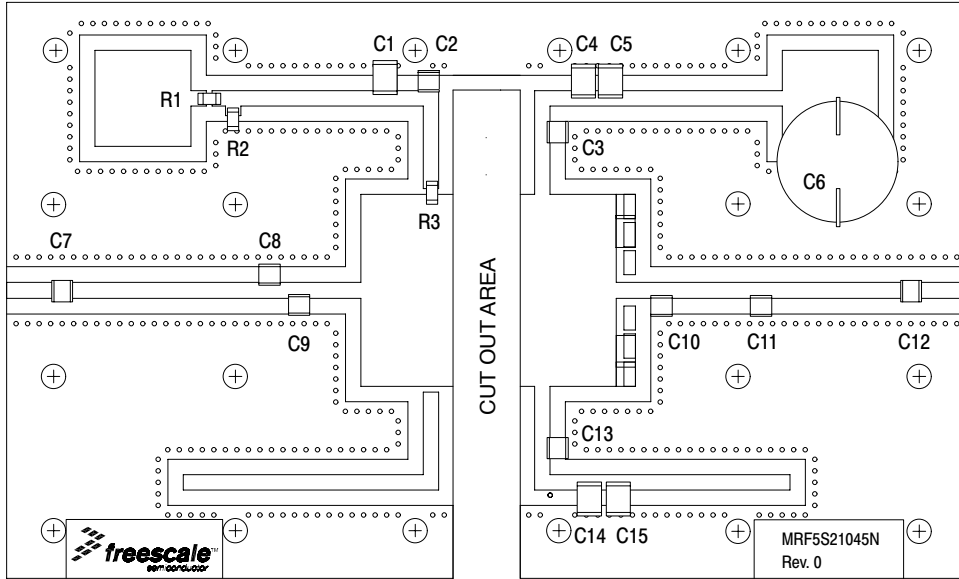 C1
C2
C4
C5
R1
R2
C3
C6
R3
C7
C8
CUT OUT AREA
C9
C10
C11
C12
C13
C14
C15
freescale™
semiconductor
MRF5S21045N
Rev. 0